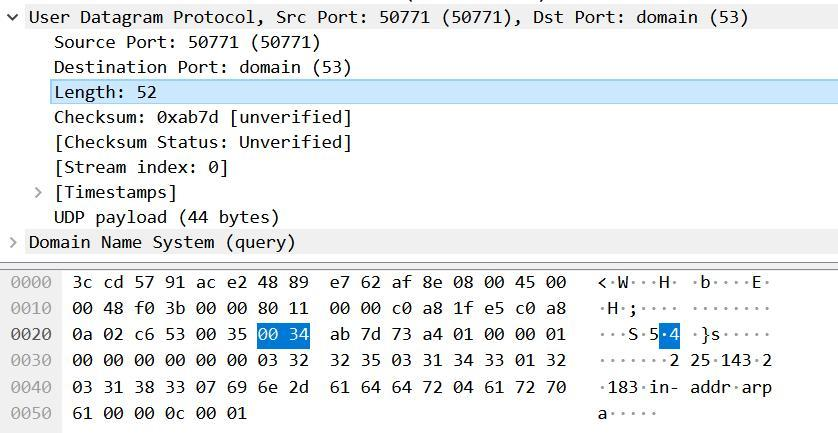 User Datagram Protocol, Src Port: 50771 (50771), Dst Port: domain (53)
Source Port: 50771 (50771)
Destination Port: domain (53)
Length: 52
Checksum: 0xab7d [unverified]
[Checksum Status: Unverified]
[Stream index: 0]
[Timestamps]
UDP payload (44 bytes)
Domain Name System (query)
0000 3c cd 57 91 ac e2 48 89 e7 62 af 8e 08 00 45 00 <·W···H· ·b····E·
0010 00 48 f0 3b 00 00 80 11 00 00 c0 a8 1f e5 c0 a8 ·H·;···· ········
0020 0a 02 c6 53 00 35 00 34 ab 7d 73 a4 01 00 00 01 ···S·5·4 ·}s·····
0030 00 00 00 00 00 00 03 32 32 35 03 31 34 33 01 32 ·······2 25·143·2
0040 03 31 38 33 07 69 6e 2d 61 64 64 72 04 61 72 70 ·183·in- addr·arp
0050 61 00 00 0c 00 01 a·····